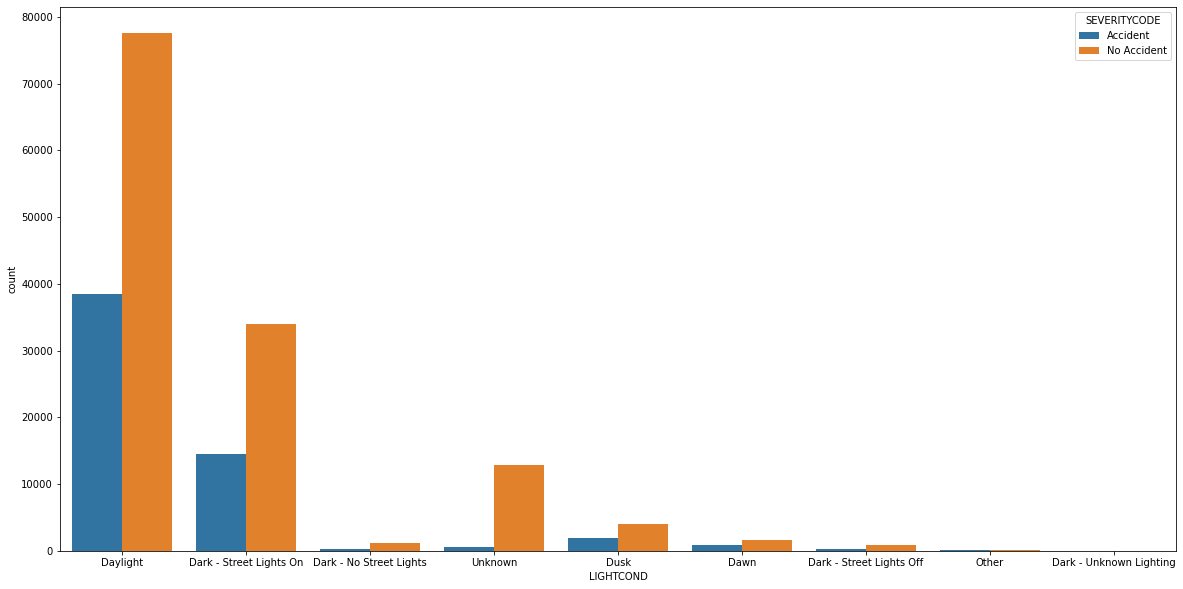 SEVERITYCODE
Accident
No Accident
80000
70000
60000
50000
40000
30000
20000
10000
0
count
Daylight
Dark - Street Lights On
Dark - No Street Lights
Unknown
Dusk
Dawn
Dark - Street Lights Off
Other
Dark - Unknown Lighting
LIGHTCOND